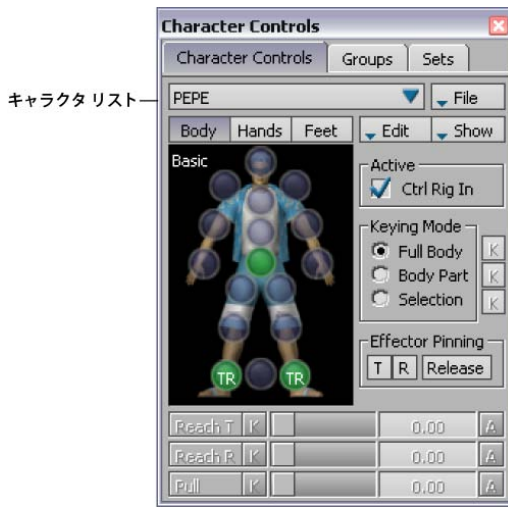 Character Controls
Character Controls Groups Sets
キャラクタ リスト
PEPE File
Body Hands Feet Edit Show
Basic
Active
Ctrl Rig In
Keying Mode
Full Body K
Body Part K
Selection K
Effector Pinning
T R Release
TR TR
Reach T K 0.00 A
Reach R K 0.00 A
Pull K 0.00 A